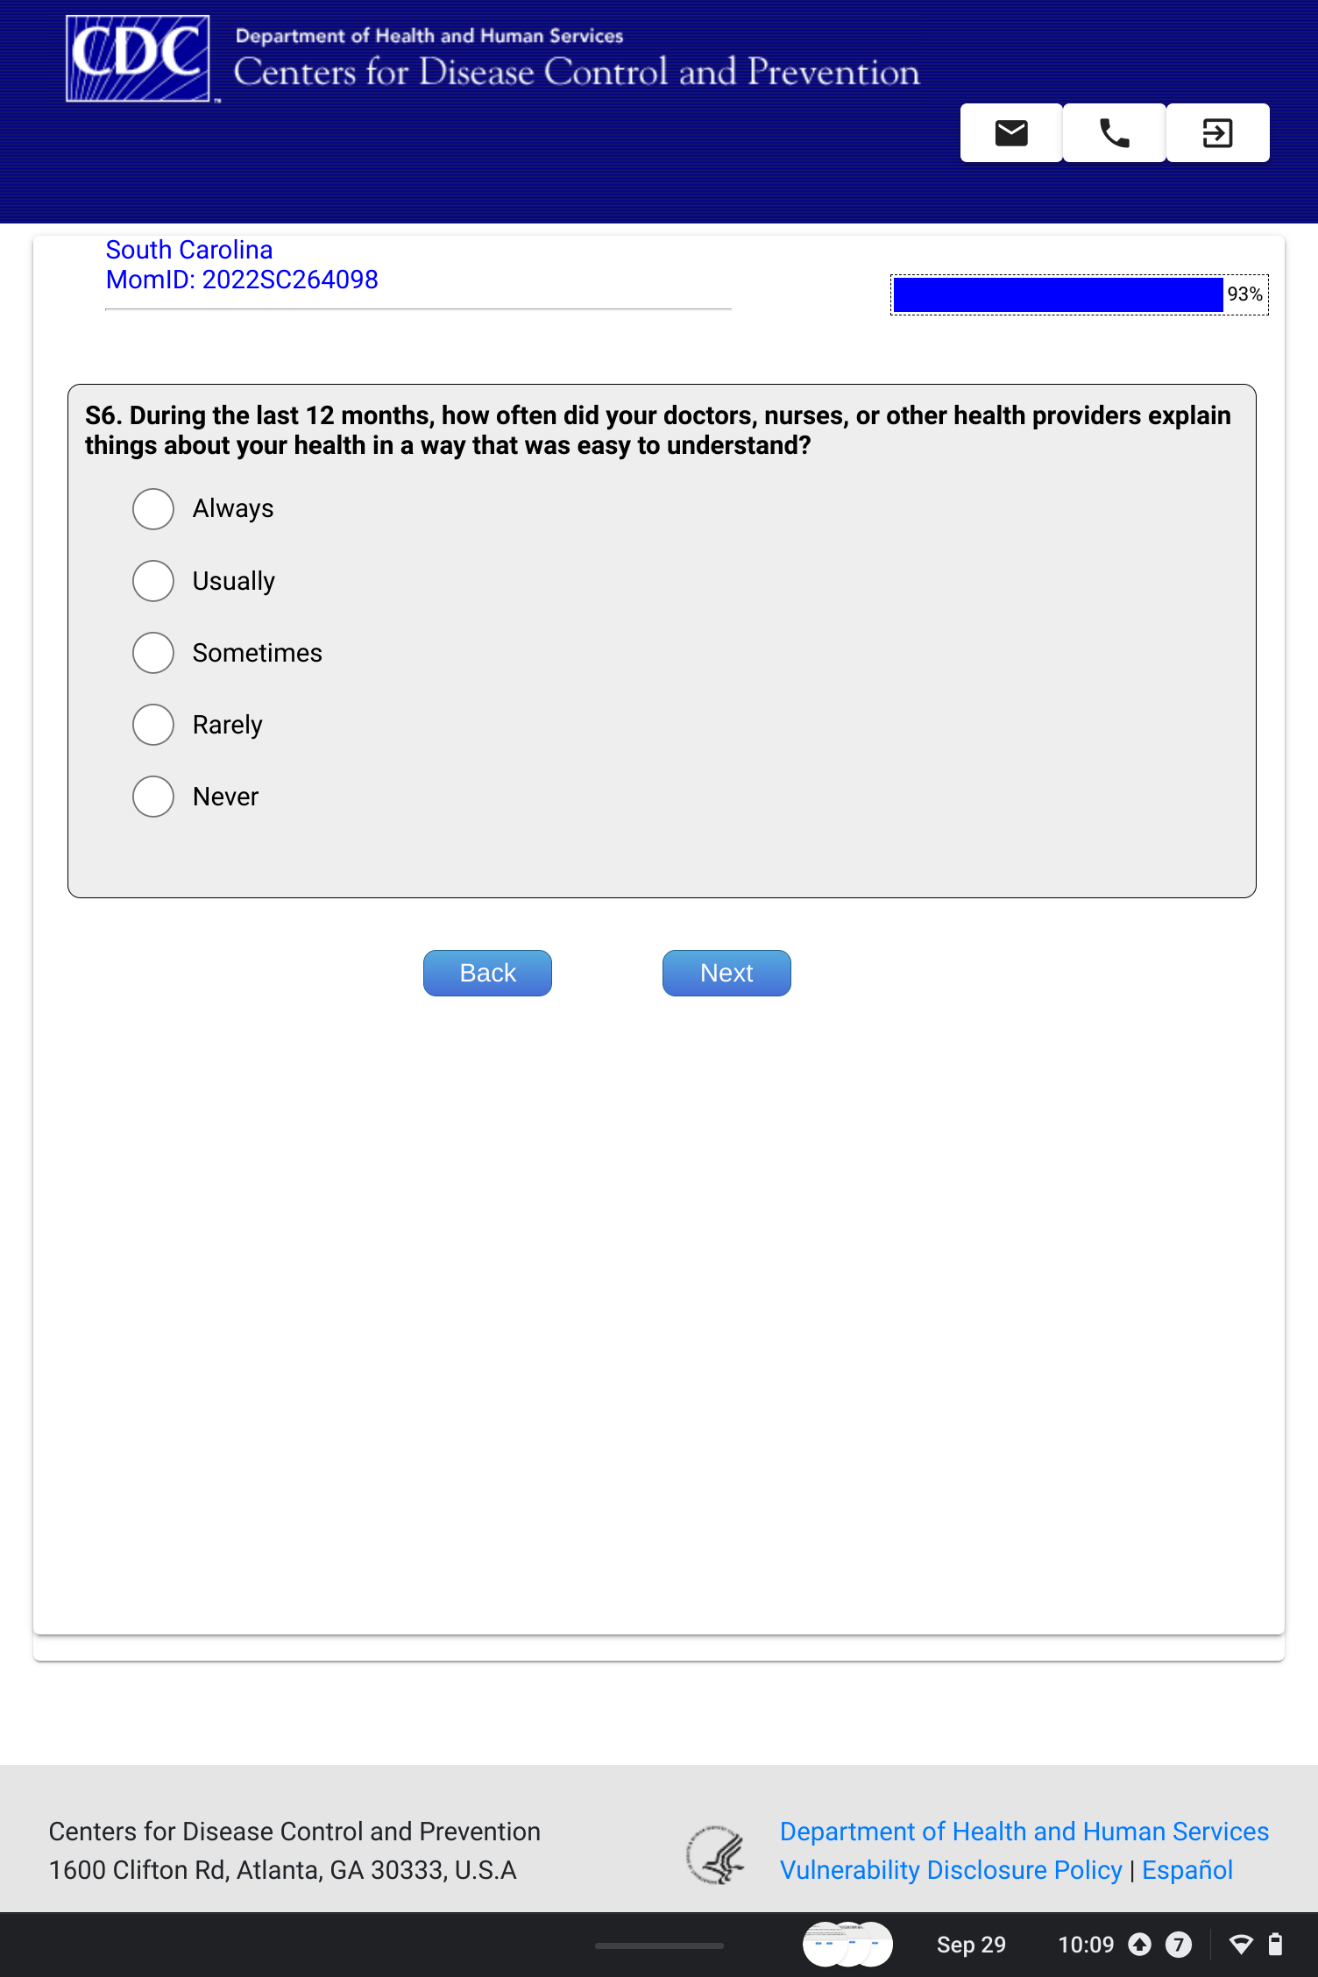 CDC
TM
Department of Health and Human Services
Centers for Disease Control and Prevention
South Carolina
MomID: 2022SC264098
93%
S6. During the last 12 months, how often did your doctors, nurses, or other health providers explain
things about your health in a way that was easy to understand?
Always
Usually
Sometimes
Rarely
Never
Back
Next
Centers for Disease Control and Prevention
1600 Clifton Rd, Atlanta, GA 30333, U.S.A
Department of Health and Human Services
Vulnerability Disclosure Policy | Español
Sep 29
10:09
7